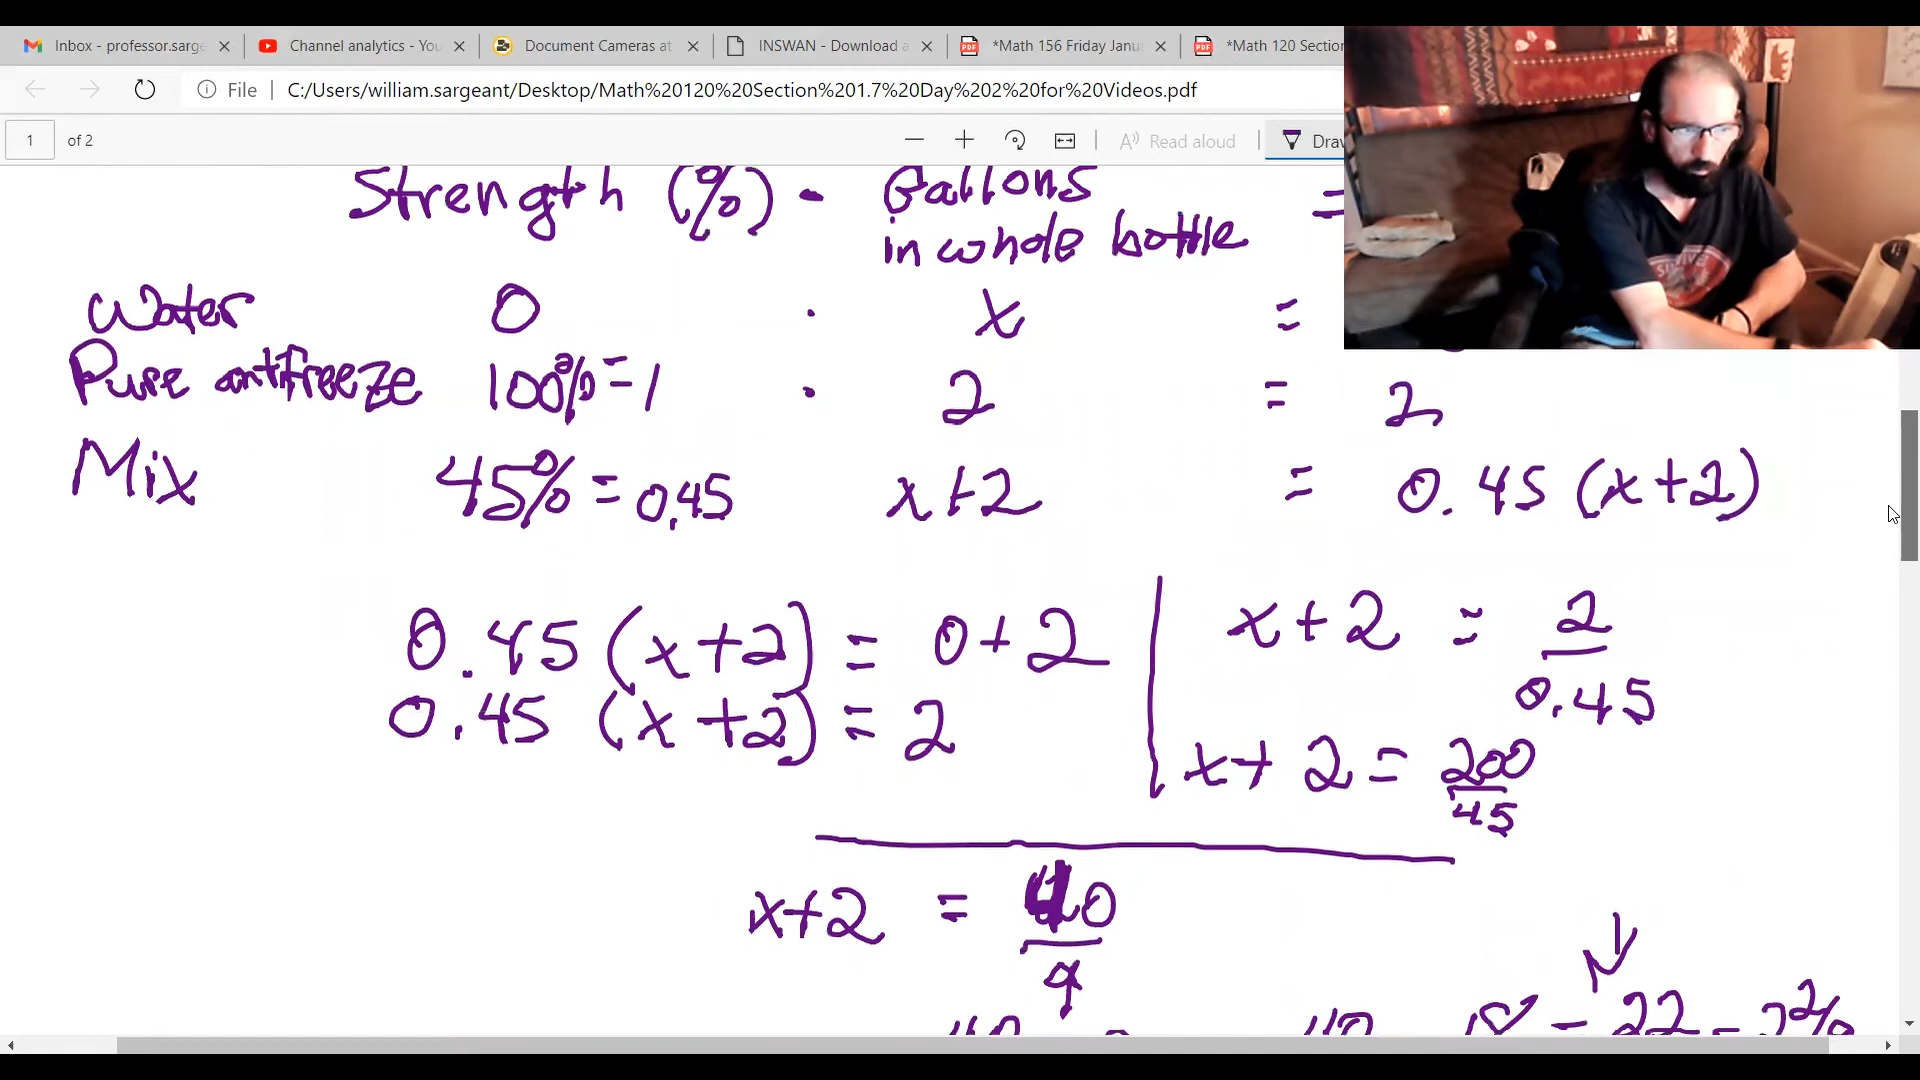 Inbox - professor.sarge
Channel analytics - You
Document Cameras at
INSWAN - Download a
*Math 156 Friday Janu
*Math 120 Section
File
C:/Users/william.sargeant/Desktop/Math%20120%20Section%201.7%20Day%202%20for%20Videos.pdf
1 of 2
Read aloud
Draw
Strength (%) • Gallons =
in whole bottle
Water 0 · x =
Pure antifreeze 100% = 1 · 2 = 2
Mix 45% = 0.45 x+2 = 0.45 (x+2)
0.45 (x+2) = 0+2
0.45 (x+2) = 2
x+2 = 2
0.45
x+2 = 200
45
x+2 = 40
9